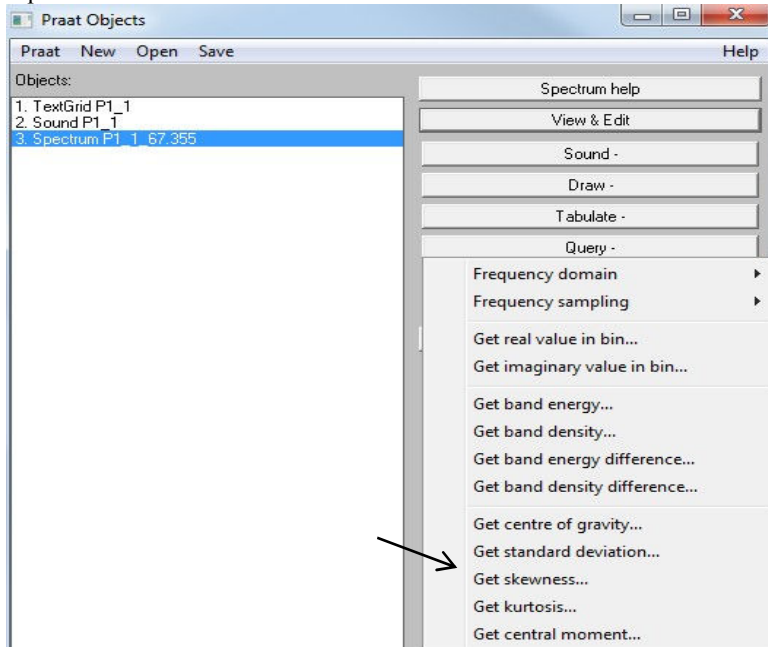 Praat Objects
Praat New Open Save Help
Objects:
1. TextGrid P1_1
2. Sound P1_1
3. Spectrum P1_1_67.355
Spectrum help
View & Edit
Sound -
Draw -
Tabulate -
Query -
Frequency domain
Frequency sampling
Get real value in bin...
Get imaginary value in bin...
Get band energy...
Get band density...
Get band energy difference...
Get band density difference...
Get centre of gravity...
Get standard deviation...
Get skewness...
Get kurtosis...
Get central moment...